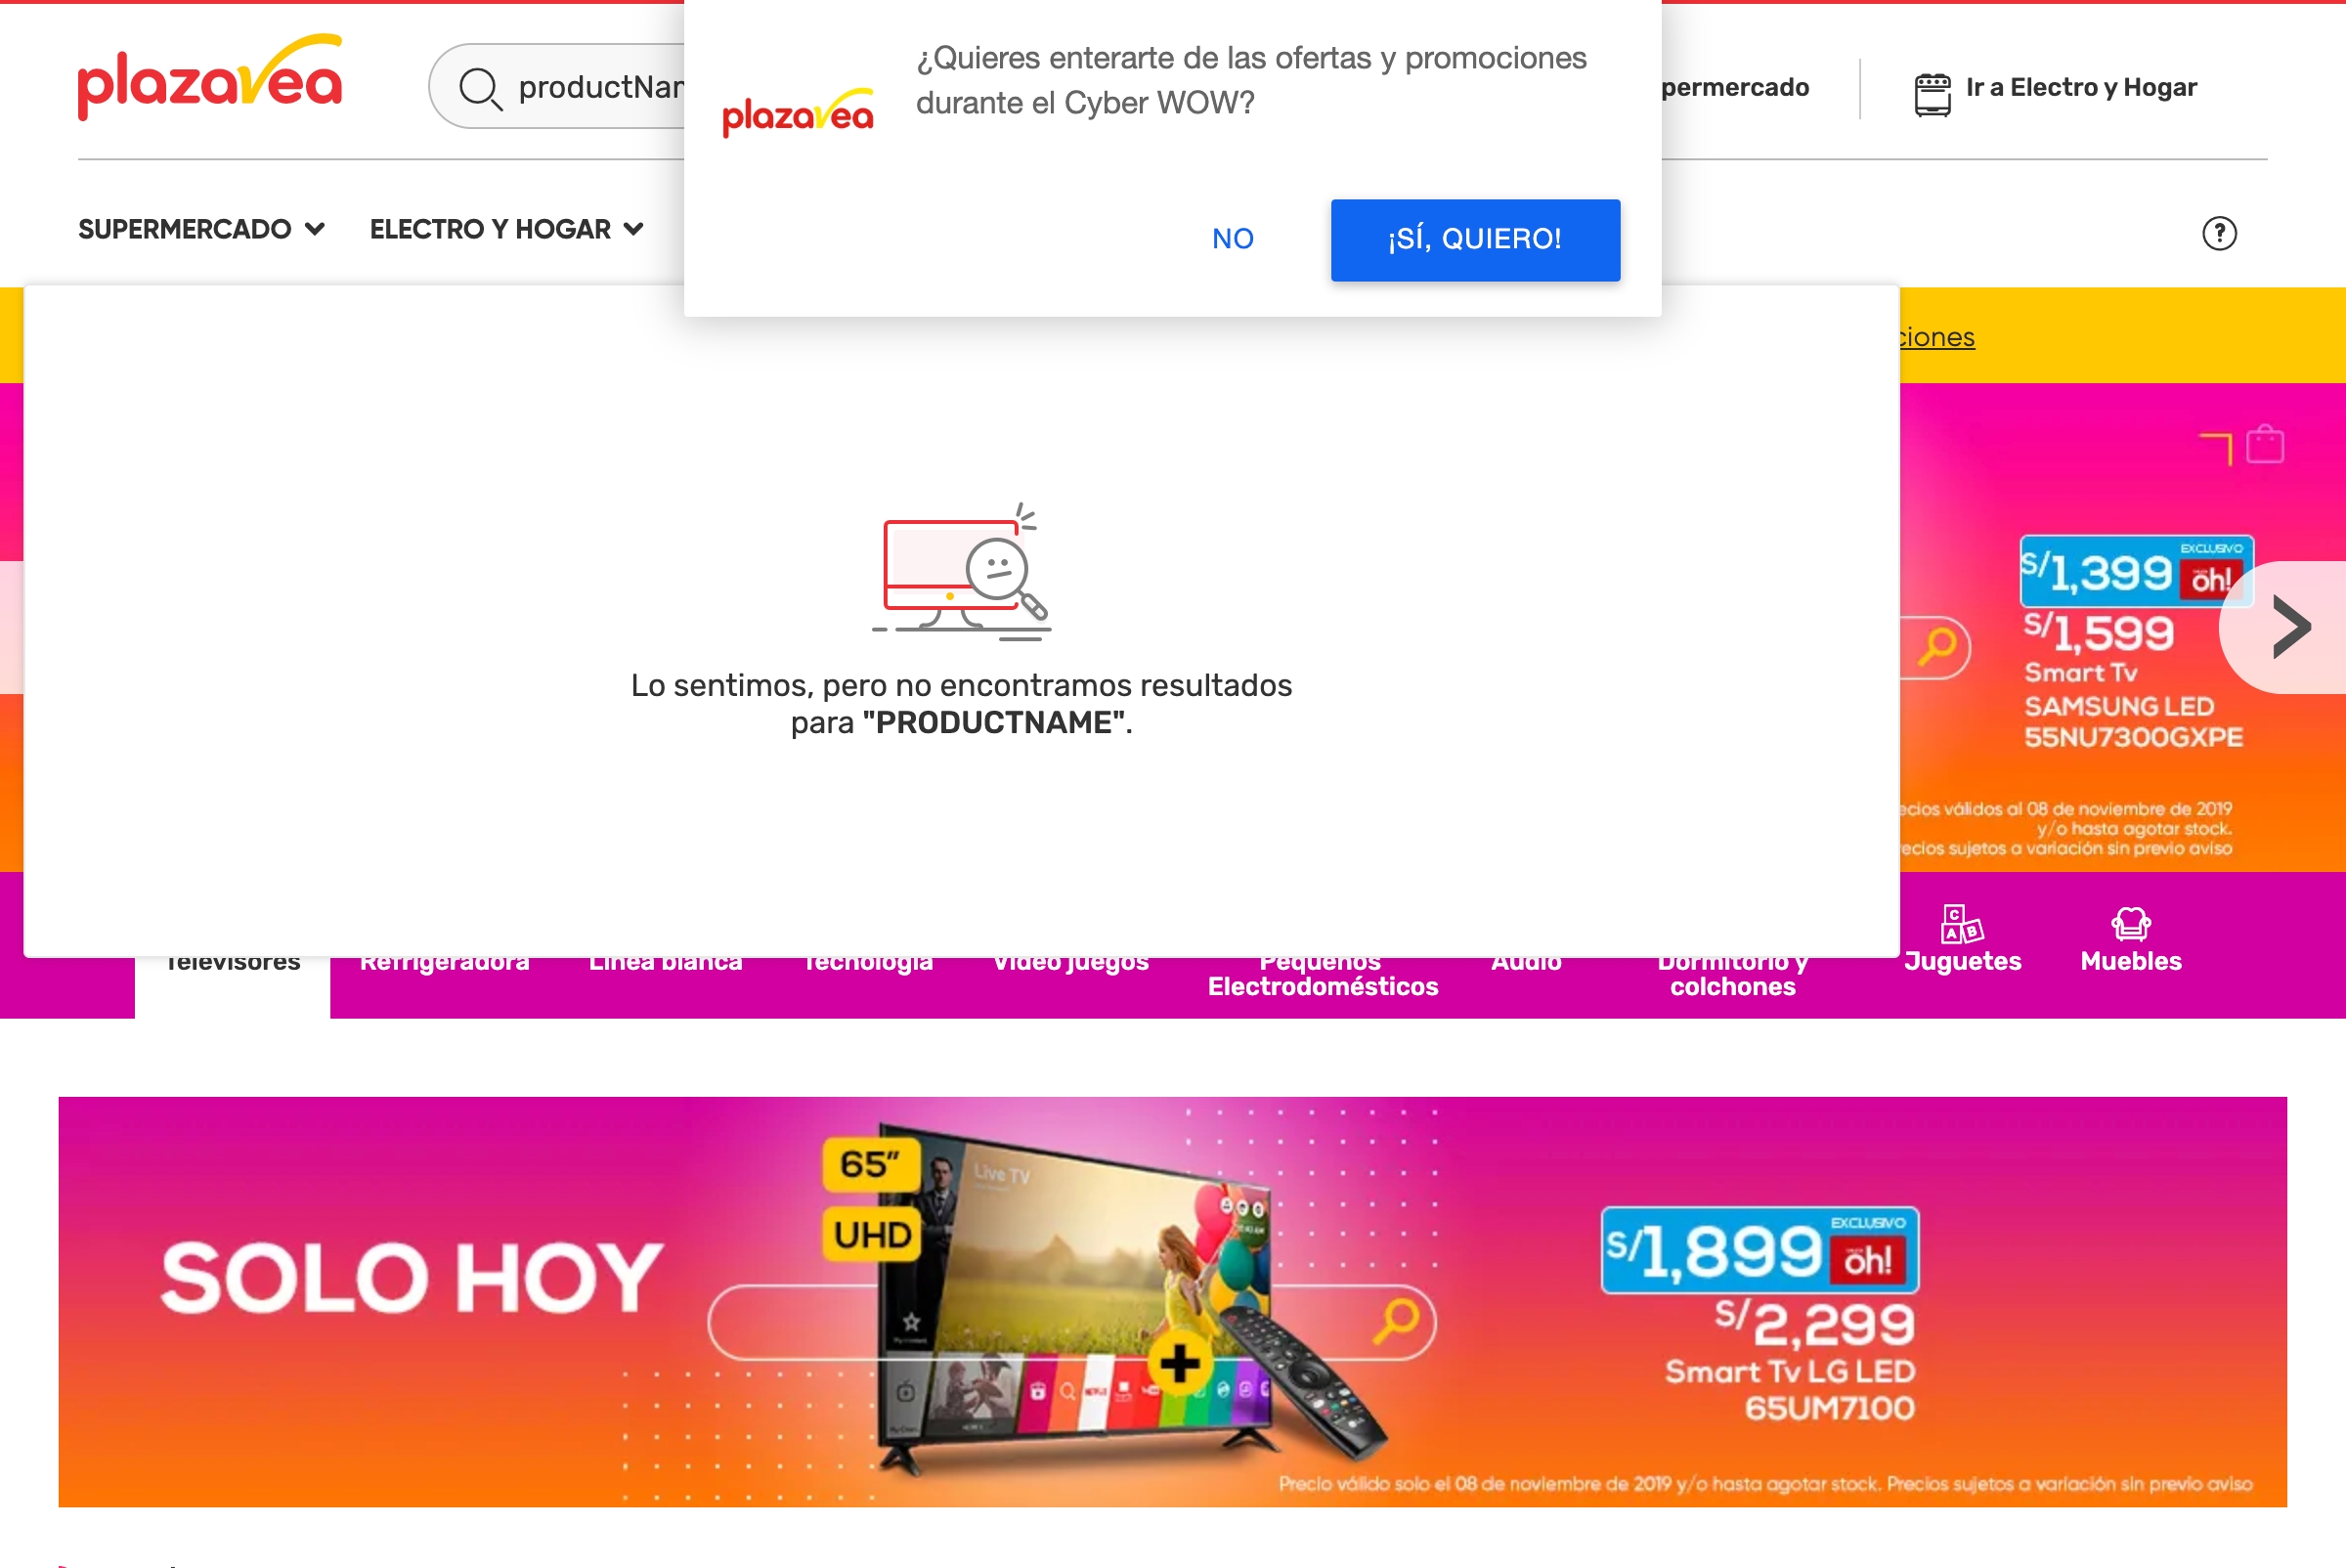 plazavea
productNam
plazavea
¿Quieres enterarte de las ofertas y promociones
durante el Cyber WOW?
NO
¡SÍ, QUIERO!
permercado
Ir a Electro y Hogar
SUPERMERCADO
ELECTRO Y HOGAR
?
ciones
Lo sentimos, pero no encontramos resultados
para "PRODUCTNAME".
S/1,399 EXCLUSIVO oh!
S/1,599
Smart Tv
SAMSUNG LED
55NU7300GXPE
ecios válidos al 08 de noviembre de 2019
y/o hasta agotar stock.
recios sujetos a variación sin previo aviso
Televisores
Refrigeradora
Línea blanca
Tecnología
Video juegos
Pequeños
Electrodomésticos
Audio
Dormitorio y
colchones
C A B
Juguetes
Muebles
SOLO HOY
65”
UHD
Live TV
NETFLIX
S/1,899 EXCLUSIVO oh!
S/2,299
Smart Tv LG LED
65UM7100
Precio válido solo el 08 de noviembre de 2019 y/o hasta agotar stock. Precios sujetos a variación sin previo aviso